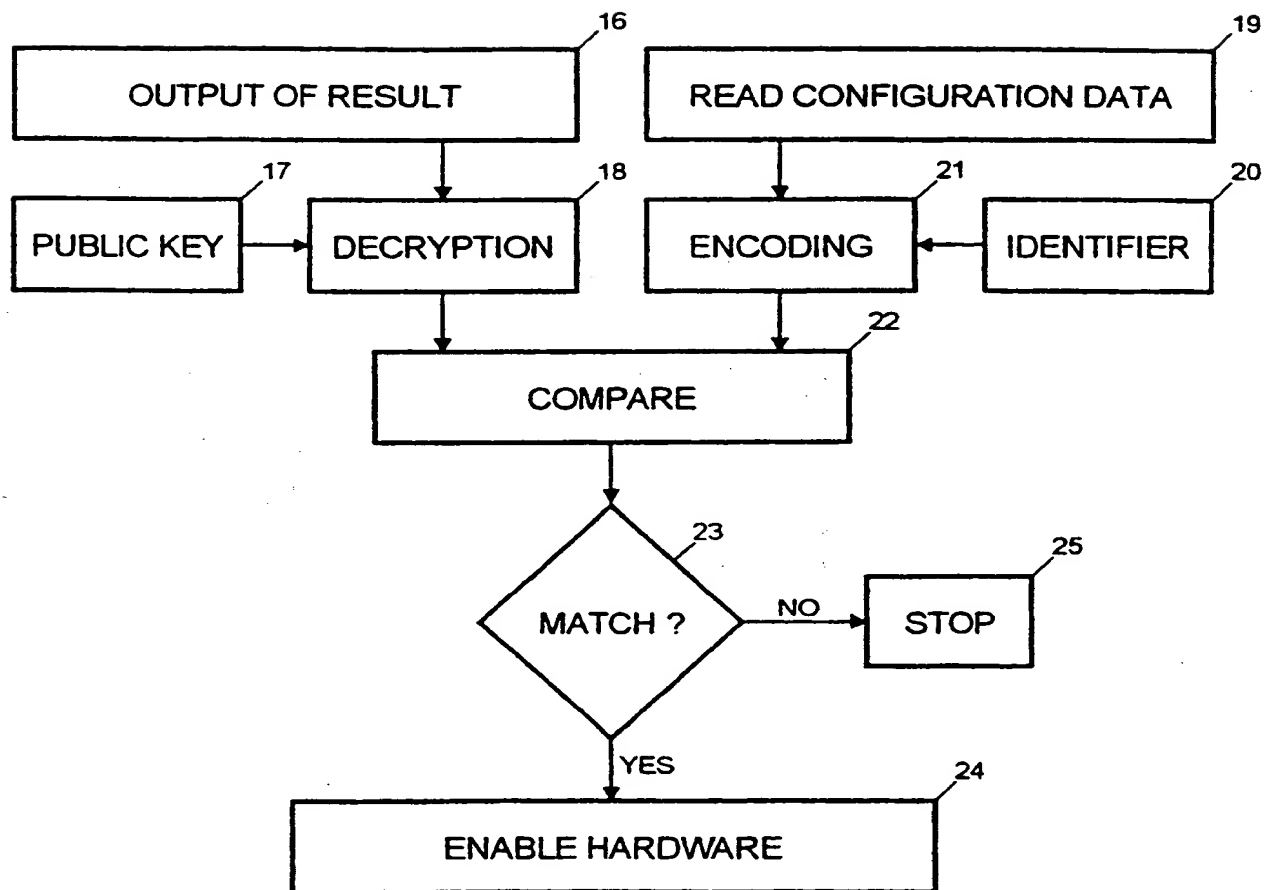 16
19
OUTPUT OF RESULT
READ CONFIGURATION DATA
17
18
21
20
PUBLIC KEY
DECRYPTION
ENCODING
IDENTIFIER
22
COMPARE
23
25
MATCH ?
NO
STOP
YES
24
ENABLE HARDWARE